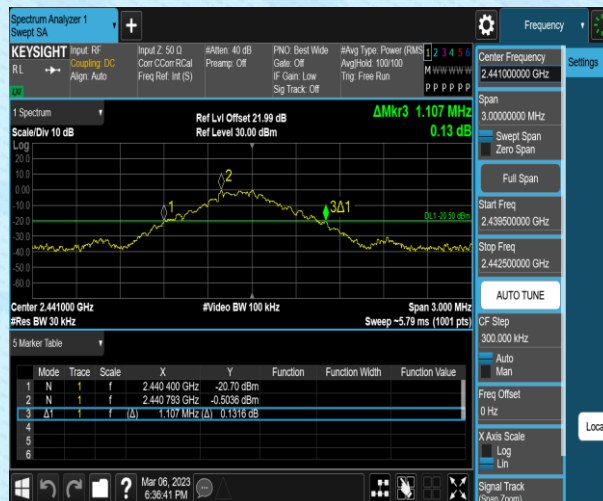 Spectrum Analyzer 1
Swept SA
+
Frequency
KEYSIGHT
R L
Input: RF
Coupling: DC
Align: Auto
Input Z: 50 Ω
Corr CCorr RCal
Freq Ref: Int (S)
#Atten: 40 dB
Preamp: Off
PNO: Best Wide
Gate: Off
IF Gain: Low
Sig Track: Off
#Avg Type: Power (RMS
Avg|Hold: 100/100
Trig: Free Run
1 2 3 4 5 6
M W W W W W
P P P P P P
1 Spectrum
Scale/Div 10 dB
Ref Lvl Offset 21.99 dB
Ref Level 30.00 dBm
ΔMkr3 1.107 MHz
0.13 dB
Log
20.0
10.0
0.00
-10.0
-20.0
-30.0
-40.0
-50.0
-60.0
1
2
3Δ1
DL1 -20.50 dBm
Center 2.441000 GHz
#Res BW 30 kHz
#Video BW 100 kHz
Span 3.000 MHz
Sweep ~5.79 ms (1001 pts)
5 Marker Table
Mode Trace Scale X Y Function Function Width Function Value
1 N 1 f 2.440 400 GHz -20.70 dBm
2 N 1 f 2.440 793 GHz -0.5036 dBm
3 Δ1 1 f (Δ) 1.107 MHz (Δ) 0.1316 dB
4
5
6
Mar 06, 2023
6:36:41 PM
Center Frequency
2.441000000 GHz
Settings
Span
3.00000000 MHz
Swept Span
Zero Span
Full Span
Start Freq
2.439500000 GHz
Stop Freq
2.442500000 GHz
AUTO TUNE
CF Step
300.000 kHz
Auto
Man
Freq Offset
0 Hz
X Axis Scale
Log
Lin
Signal Track
(Span Zoom)
Loca